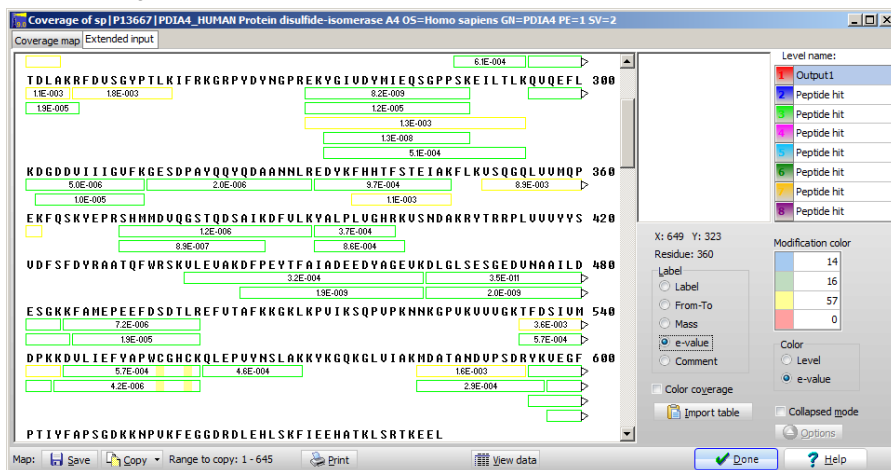 Coverage of sp|P13667|PDIA4_HUMAN Protein disulfide-isomerase A4 OS=Homo sapiens GN=PDIA4 PE=1 SV=2
Coverage map Extended input
6.1E-004
TDLAKRFDVSGYPTLKIFRKGRPYDYNGPREKYGIVDYMIEQSGPPSKEILTLKQVQEFL 300
1.1E-003 1.8E-003 8.2E-009
1.9E-005 1.2E-005
1.3E-003
1.3E-008
5.1E-004
KDGDDVIIIGVFKGESDPAYQQYQDAANNLREDYKFHHTFSTEIAKFLKVSQGQLVVMQP 360
5.0E-006 2.0E-006 9.7E-004 8.9E-003
1.0E-005 1.1E-003
EKFQSKYEPRSHMMDVQGSTQDSAIKDFVLKYALPLVGHRKVSNDAKRYTRRPLVVVYYS 420
1.2E-006 3.7E-004
8.9E-007 8.6E-004
VDFSFDYRAATQFWRSKVLEVAKDFPEYTFAIADEEDYAGEVKDLGLSESGEDVNAAILD 480
3.2E-004 3.5E-011
1.9E-009 2.0E-009
ESGKKFAMEPEEFDSDTLREFVTAFKKGKLKPVIKSQPVPKNNKGPVKVVVGKTFDSIVM 540
7.2E-006 3.6E-003
1.9E-005 5.7E-004
DPKKDVLIEFYAPWCGHCKQLEPVYNSLAKKYKGQKGLVIAKMDATANDVPSDRYKVEGF 600
5.7E-004 4.6E-004 1.6E-003
4.2E-006 2.9E-004
PTIYFAPSGDKKNPVKFEGGDRDLEHLSKFIEEHATKLSRTKEEL
Level name:
1 Output1
2 Peptide hit
3 Peptide hit
4 Peptide hit
5 Peptide hit
6 Peptide hit
7 Peptide hit
8 Peptide hit
X: 649 Y: 323
Residue: 360
Label
Label
From-To
Mass
e-value
Comment
Modification color
14
16
57
0
Color
Level
e-value
Color coverage
Import table
Collapsed mode
Options
Map: Save Copy Range to copy: 1 - 645 Print View data Done Help